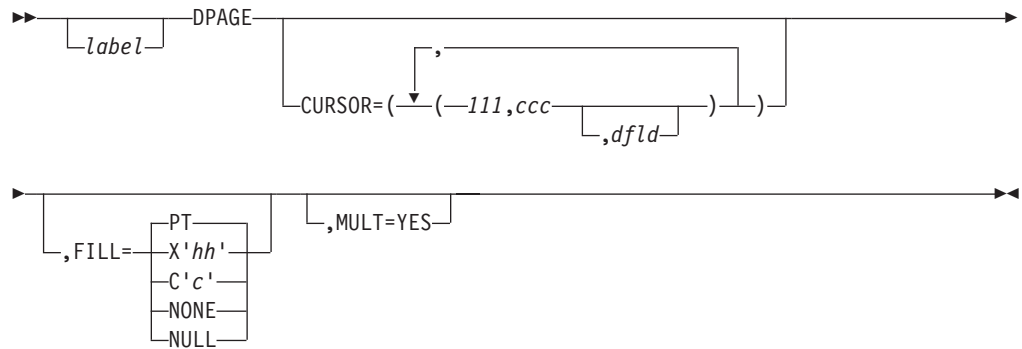 DPAGE
label
,
CURSOR=( ( 111,ccc ) )
,dfld
PT
,FILL= X'hh' ,MULT=YES
C'c'
NONE
NULL